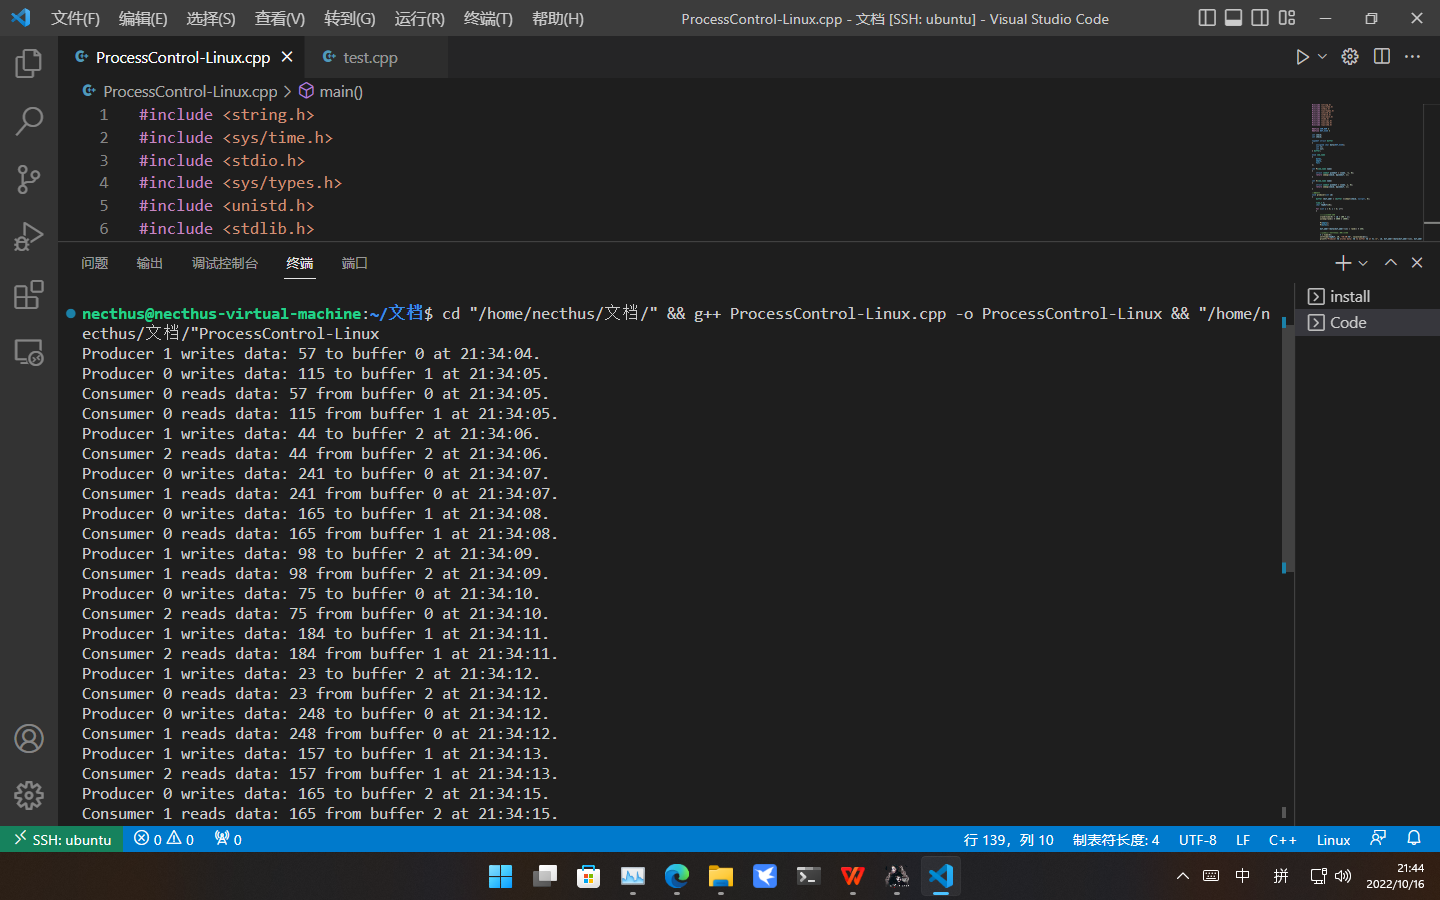 文件(F) 编辑(E) 选择(S) 查看(V) 转到(G) 运行(R) 终端(T) 帮助(H) ProcessControl-Linux.cpp - 文档 [SSH: ubuntu] - Visual Studio Code
ProcessControl-Linux.cpp test.cpp
ProcessControl-Linux.cpp > main()
1 #include <string.h>
2 #include <sys/time.h>
3 #include <stdio.h>
4 #include <sys/types.h>
5 #include <unistd.h>
6 #include <stdlib.h>
问题 输出 调试控制台 终端 端口
install
Code
necthus@necthus-virtual-machine:~/文档$ cd "/home/necthus/文档/" && g++ ProcessControl-Linux.cpp -o ProcessControl-Linux && "/home/n
ecthus/文档/"ProcessControl-Linux
Producer 1 writes data: 57 to buffer 0 at 21:34:04.
Producer 0 writes data: 115 to buffer 1 at 21:34:05.
Consumer 0 reads data: 57 from buffer 0 at 21:34:05.
Consumer 0 reads data: 115 from buffer 1 at 21:34:05.
Producer 1 writes data: 44 to buffer 2 at 21:34:06.
Consumer 2 reads data: 44 from buffer 2 at 21:34:06.
Producer 0 writes data: 241 to buffer 0 at 21:34:07.
Consumer 1 reads data: 241 from buffer 0 at 21:34:07.
Producer 0 writes data: 165 to buffer 1 at 21:34:08.
Consumer 0 reads data: 165 from buffer 1 at 21:34:08.
Producer 1 writes data: 98 to buffer 2 at 21:34:09.
Consumer 1 reads data: 98 from buffer 2 at 21:34:09.
Producer 0 writes data: 75 to buffer 0 at 21:34:10.
Consumer 2 reads data: 75 from buffer 0 at 21:34:10.
Producer 1 writes data: 184 to buffer 1 at 21:34:11.
Consumer 2 reads data: 184 from buffer 1 at 21:34:11.
Producer 1 writes data: 23 to buffer 2 at 21:34:12.
Consumer 0 reads data: 23 from buffer 2 at 21:34:12.
Producer 0 writes data: 248 to buffer 0 at 21:34:12.
Consumer 1 reads data: 248 from buffer 0 at 21:34:12.
Producer 1 writes data: 157 to buffer 1 at 21:34:13.
Consumer 2 reads data: 157 from buffer 1 at 21:34:13.
Producer 0 writes data: 165 to buffer 2 at 21:34:15.
Consumer 1 reads data: 165 from buffer 2 at 21:34:15.
SSH: ubuntu 0 0 0 行 139，列 10 制表符长度: 4 UTF-8 LF C++ Linux
中 拼 21:44
2022/10/16